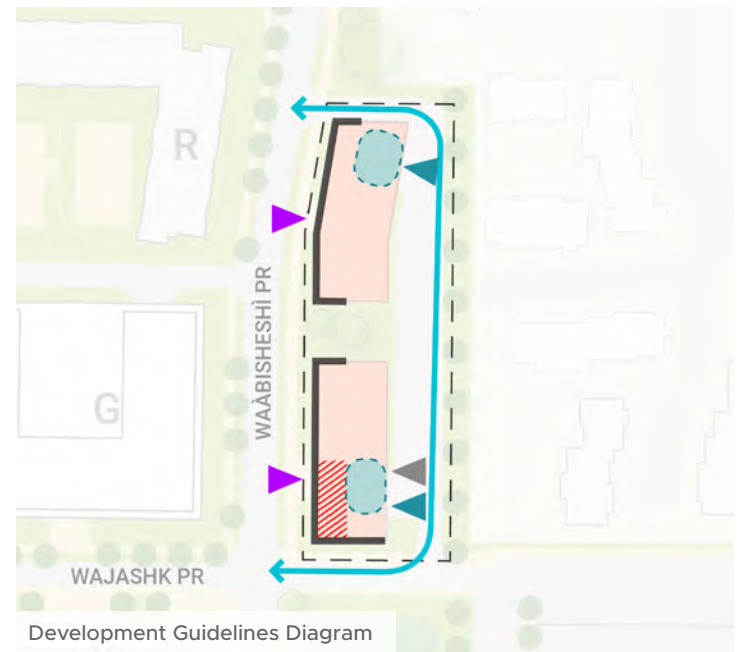 R
WAÀBISHESHÌ PR
G
WAJASHK PR
Development Guidelines Diagram